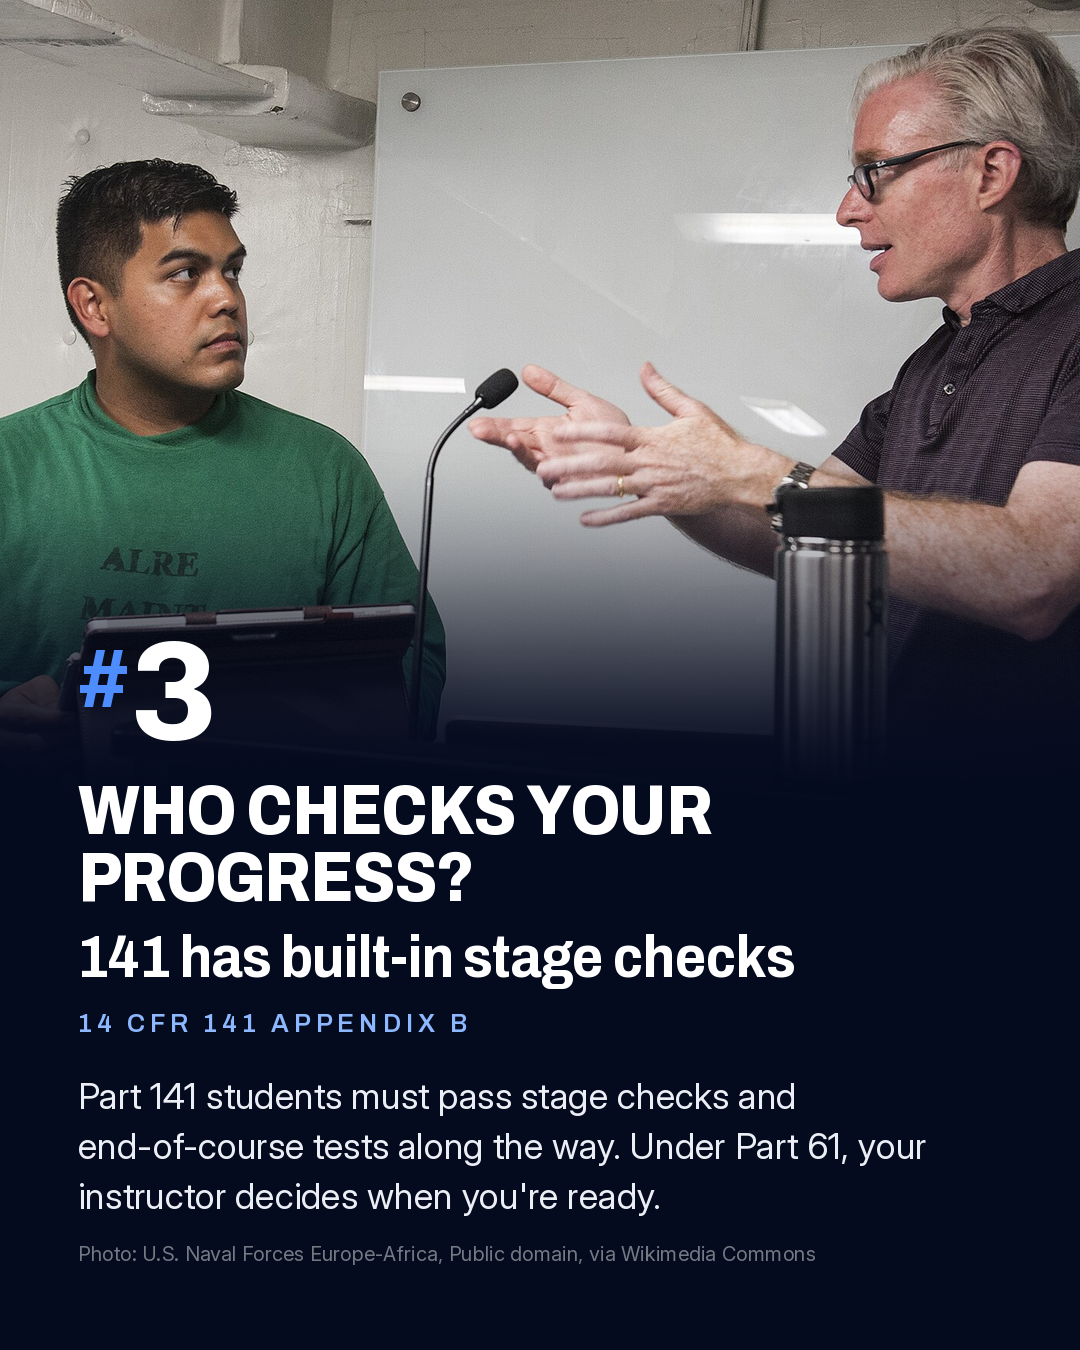 ALRE
MAINT
#3
WHO CHECKS YOUR
PROGRESS?
141 has built-in stage checks
14 CFR 141 APPENDIX B
Part 141 students must pass stage checks and
end-of-course tests along the way. Under Part 61, your
instructor decides when you're ready.
Photo: U.S. Naval Forces Europe-Africa, Public domain, via Wikimedia Commons